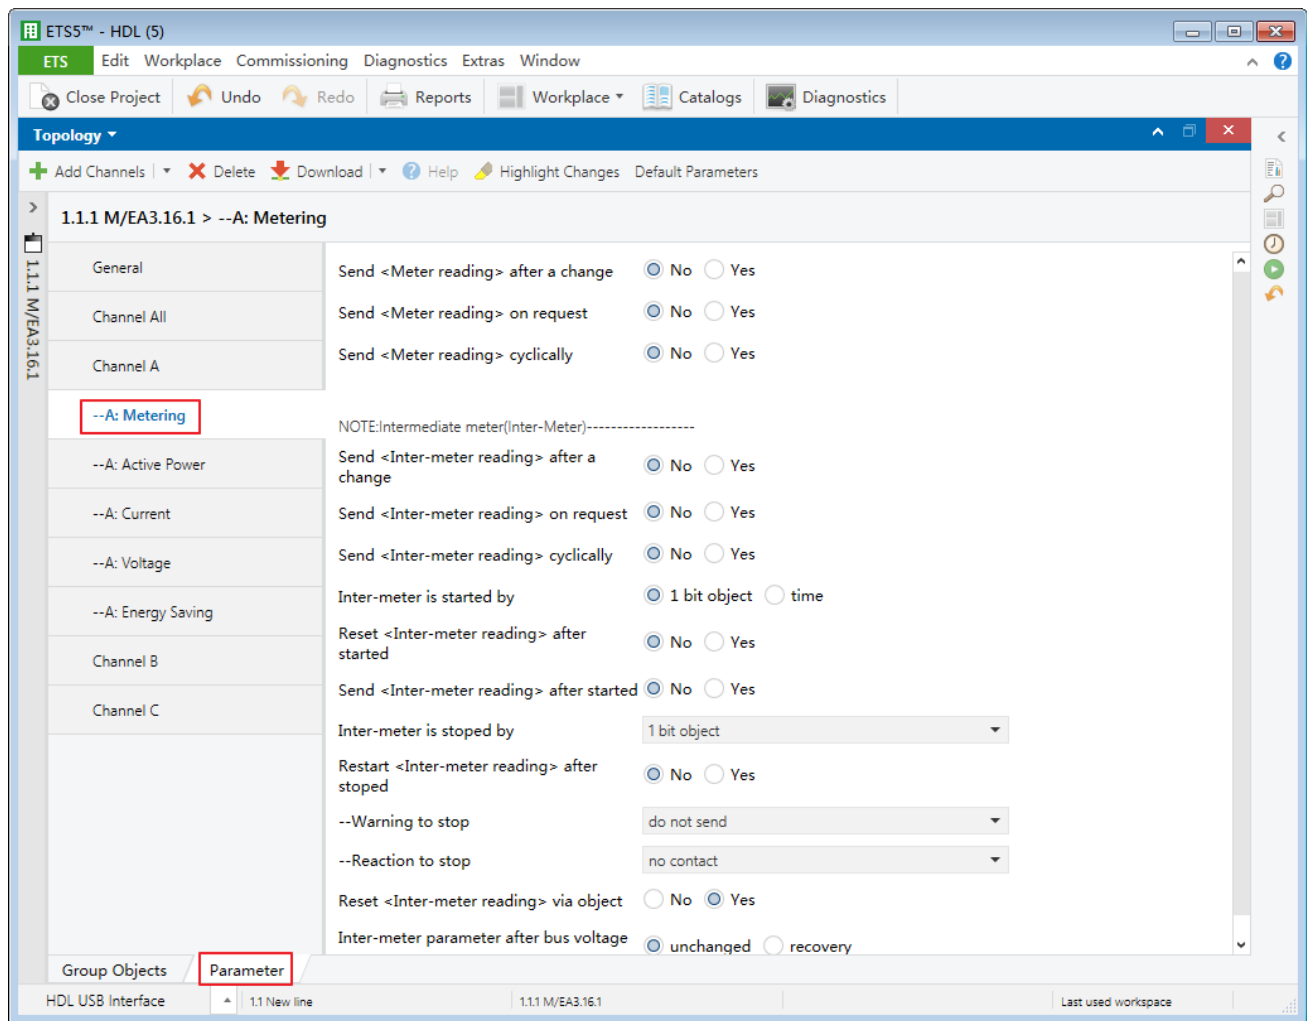 ETS5™ - HDL (5)
ETS Edit Workplace Commissioning Diagnostics Extras Window
Close Project Undo Redo Reports Workplace Catalogs Diagnostics
Topology
Add Channels Delete Download Help Highlight Changes Default Parameters
1.1.1 M/EA3.16.1 > --A: Metering
1.1.1 M/EA3.16.1
General
Channel All
Channel A
--A: Metering
--A: Active Power
--A: Current
--A: Voltage
--A: Energy Saving
Channel B
Channel C
Send <Meter reading> after a change No Yes
Send <Meter reading> on request No Yes
Send <Meter reading> cyclically No Yes
NOTE:Intermediate meter(Inter-Meter)------------------
Send <Inter-meter reading> after a
change No Yes
Send <Inter-meter reading> on request No Yes
Send <Inter-meter reading> cyclically No Yes
Inter-meter is started by 1 bit object time
Reset <Inter-meter reading> after
started No Yes
Send <Inter-meter reading> after started No Yes
Inter-meter is stoped by 1 bit object
Restart <Inter-meter reading> after
stoped No Yes
--Warning to stop do not send
--Reaction to stop no contact
Reset <Inter-meter reading> via object No Yes
Inter-meter parameter after bus voltage unchanged recovery
Group Objects Parameter
HDL USB Interface 1.1 New line 1.1.1 M/EA3.16.1 Last used workspace